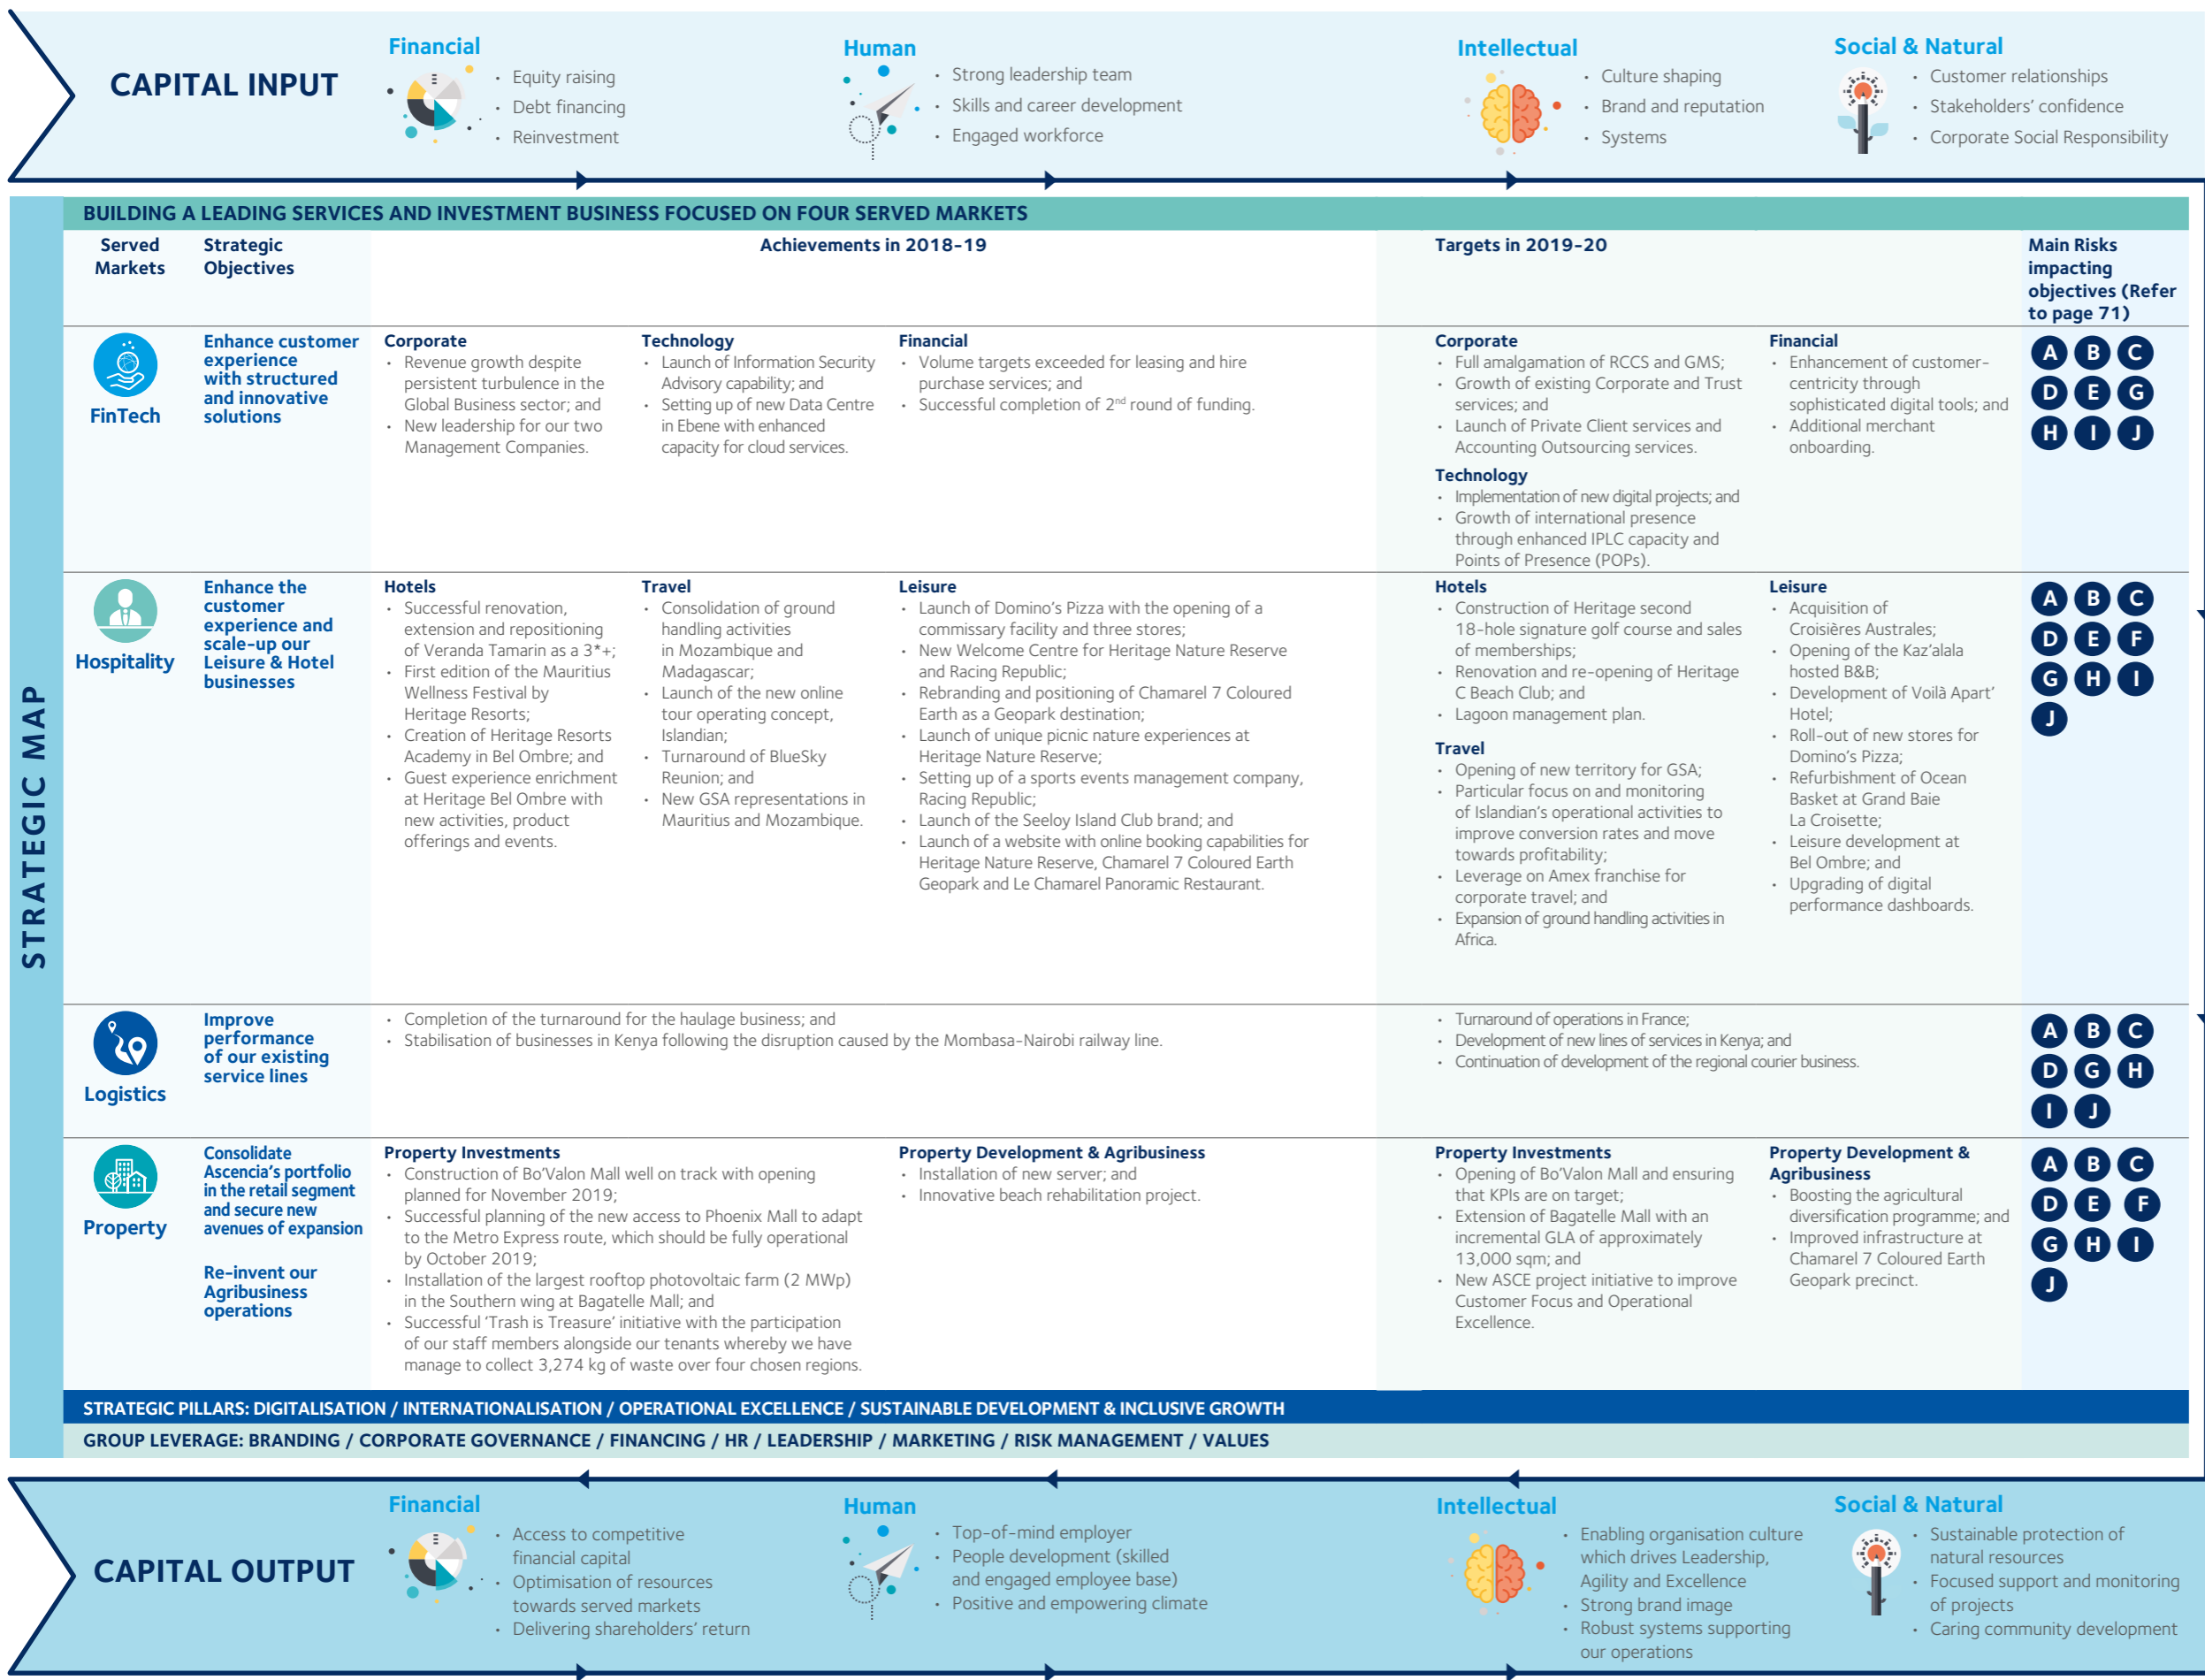 CAPITAL INPUT
Financial
• Equity raising
• Debt financing
• Reinvestment
Human
• Strong leadership team
• Skills and career development
• Engaged workforce
Intellectual
• Culture shaping
• Brand and reputation
• Systems
Social & Natural
• Customer relationships
• Stakeholders' confidence
• Corporate Social Responsibility
STRATEGIC MAP
BUILDING A LEADING SERVICES AND INVESTMENT BUSINESS FOCUSED ON FOUR SERVED MARKETS
Served
Markets
Strategic
Objectives
Achievements in 2018-19
Targets in 2019-20
Main Risks
impacting
objectives (Refer
to page 71)
FinTech
Enhance customer
experience
with structured
and innovative
solutions
Corporate
• Revenue growth despite
persistent turbulence in the
Global Business sector; and
• New leadership for our two
Management Companies.
Technology
• Launch of Information Security
Advisory capability; and
• Setting up of new Data Centre
in Ebene with enhanced
capacity for cloud services.
Financial
• Volume targets exceeded for leasing and hire
purchase services; and
• Successful completion of 2nd round of funding.
Corporate
• Full amalgamation of RCCS and GMS;
• Growth of existing Corporate and Trust
services; and
• Launch of Private Client services and
Accounting Outsourcing services.
Technology
• Implementation of new digital projects; and
• Growth of international presence
through enhanced IPLC capacity and
Points of Presence (POPs).
Financial
• Enhancement of customer-
centricity through
sophisticated digital tools; and
• Additional merchant
onboarding.
A B C
D E G
H I J
Hospitality
Enhance the
customer
experience and
scale-up our
Leisure & Hotel
businesses
Hotels
• Successful renovation,
extension and repositioning
of Veranda Tamarin as a 3*+;
• First edition of the Mauritius
Wellness Festival by
Heritage Resorts;
• Creation of Heritage Resorts
Academy in Bel Ombre; and
• Guest experience enrichment
at Heritage Bel Ombre with
new activities, product
offerings and events.
Travel
• Consolidation of ground
handling activities
in Mozambique and
Madagascar;
• Launch of the new online
tour operating concept,
Islandian;
• Turnaround of BlueSky
Reunion; and
• New GSA representations in
Mauritius and Mozambique.
Leisure
• Launch of Domino's Pizza with the opening of a
commissary facility and three stores;
• New Welcome Centre for Heritage Nature Reserve
and Racing Republic;
• Rebranding and positioning of Chamarel 7 Coloured
Earth as a Geopark destination;
• Launch of unique picnic nature experiences at
Heritage Nature Reserve;
• Setting up of a sports events management company,
Racing Republic;
• Launch of the Seeloy Island Club brand; and
• Launch of a website with online booking capabilities for
Heritage Nature Reserve, Chamarel 7 Coloured Earth
Geopark and Le Chamarel Panoramic Restaurant.
Hotels
• Construction of Heritage second
18-hole signature golf course and sales
of memberships;
• Renovation and re-opening of Heritage
C Beach Club; and
• Lagoon management plan.
Travel
• Opening of new territory for GSA;
• Particular focus on and monitoring
of Islandian's operational activities to
improve conversion rates and move
towards profitability;
• Leverage on Amex franchise for
corporate travel; and
• Expansion of ground handling activities in
Africa.
Leisure
• Acquisition of
Croisières Australes;
• Opening of the Kaz'alala
hosted B&B;
• Development of Voilà Apart'
Hotel;
• Roll-out of new stores for
Domino's Pizza;
• Refurbishment of Ocean
Basket at Grand Baie
La Croisette;
• Leisure development at
Bel Ombre; and
• Upgrading of digital
performance dashboards.
A B C
D E F
G H I
J
Logistics
Improve
performance
of our existing
service lines
• Completion of the turnaround for the haulage business; and
• Stabilisation of businesses in Kenya following the disruption caused by the Mombasa-Nairobi railway line.
• Turnaround of operations in France;
• Development of new lines of services in Kenya; and
• Continuation of development of the regional courier business.
A B C
D G H
I J
Property
Consolidate
Ascencia's portfolio
in the retail segment
and secure new
avenues of expansion
Re-invent our
Agribusiness
operations
Property Investments
• Construction of Bo'Valon Mall well on track with opening
planned for November 2019;
• Successful planning of the new access to Phoenix Mall to adapt
to the Metro Express route, which should be fully operational
by October 2019;
• Installation of the largest rooftop photovoltaic farm (2 MWp)
in the Southern wing at Bagatelle Mall; and
• Successful 'Trash is Treasure' initiative with the participation
of our staff members alongside our tenants whereby we have
manage to collect 3,274 kg of waste over four chosen regions.
Property Development & Agribusiness
• Installation of new server; and
• Innovative beach rehabilitation project.
Property Investments
• Opening of Bo'Valon Mall and ensuring
that KPIs are on target;
• Extension of Bagatelle Mall with an
incremental GLA of approximately
13,000 sqm; and
• New ASCE project initiative to improve
Customer Focus and Operational
Excellence.
Property Development &
Agribusiness
• Boosting the agricultural
diversification programme; and
• Improved infrastructure at
Chamarel 7 Coloured Earth
Geopark precinct.
A B C
D E F
G H I
J
STRATEGIC PILLARS: DIGITALISATION / INTERNATIONALISATION / OPERATIONAL EXCELLENCE / SUSTAINABLE DEVELOPMENT & INCLUSIVE GROWTH
GROUP LEVERAGE: BRANDING / CORPORATE GOVERNANCE / FINANCING / HR / LEADERSHIP / MARKETING / RISK MANAGEMENT / VALUES
CAPITAL OUTPUT
Financial
• Access to competitive
financial capital
• Optimisation of resources
towards served markets
• Delivering shareholders' return
Human
• Top-of-mind employer
• People development (skilled
and engaged employee base)
• Positive and empowering climate
Intellectual
• Enabling organisation culture
which drives Leadership,
Agility and Excellence
• Strong brand image
• Robust systems supporting
our operations
Social & Natural
• Sustainable protection of
natural resources
• Focused support and monitoring
of projects
• Caring community development